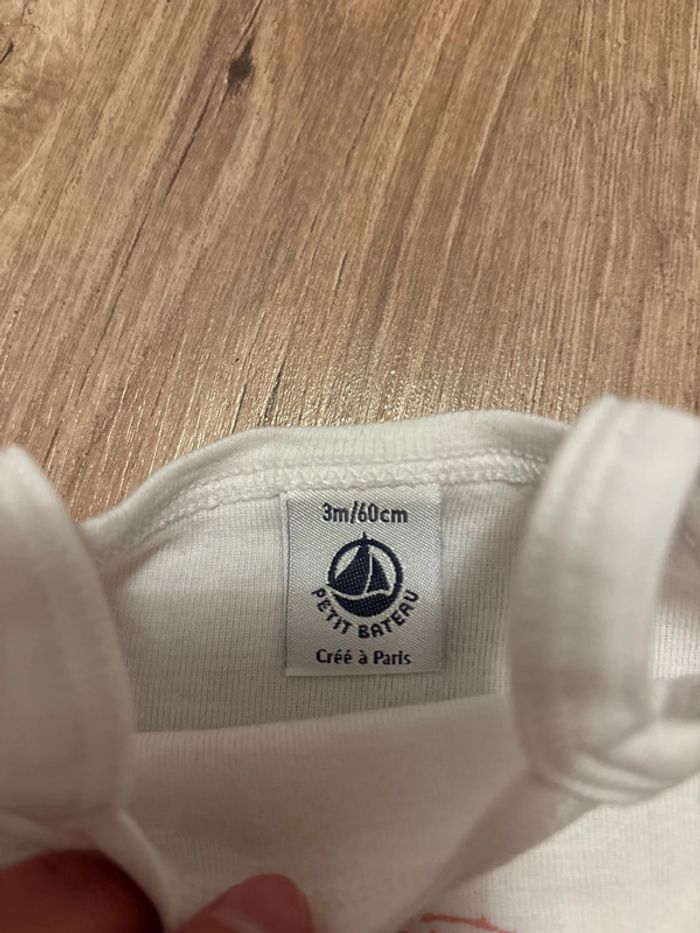 3m/60cm
PETIT BATEAU
Créé à Paris